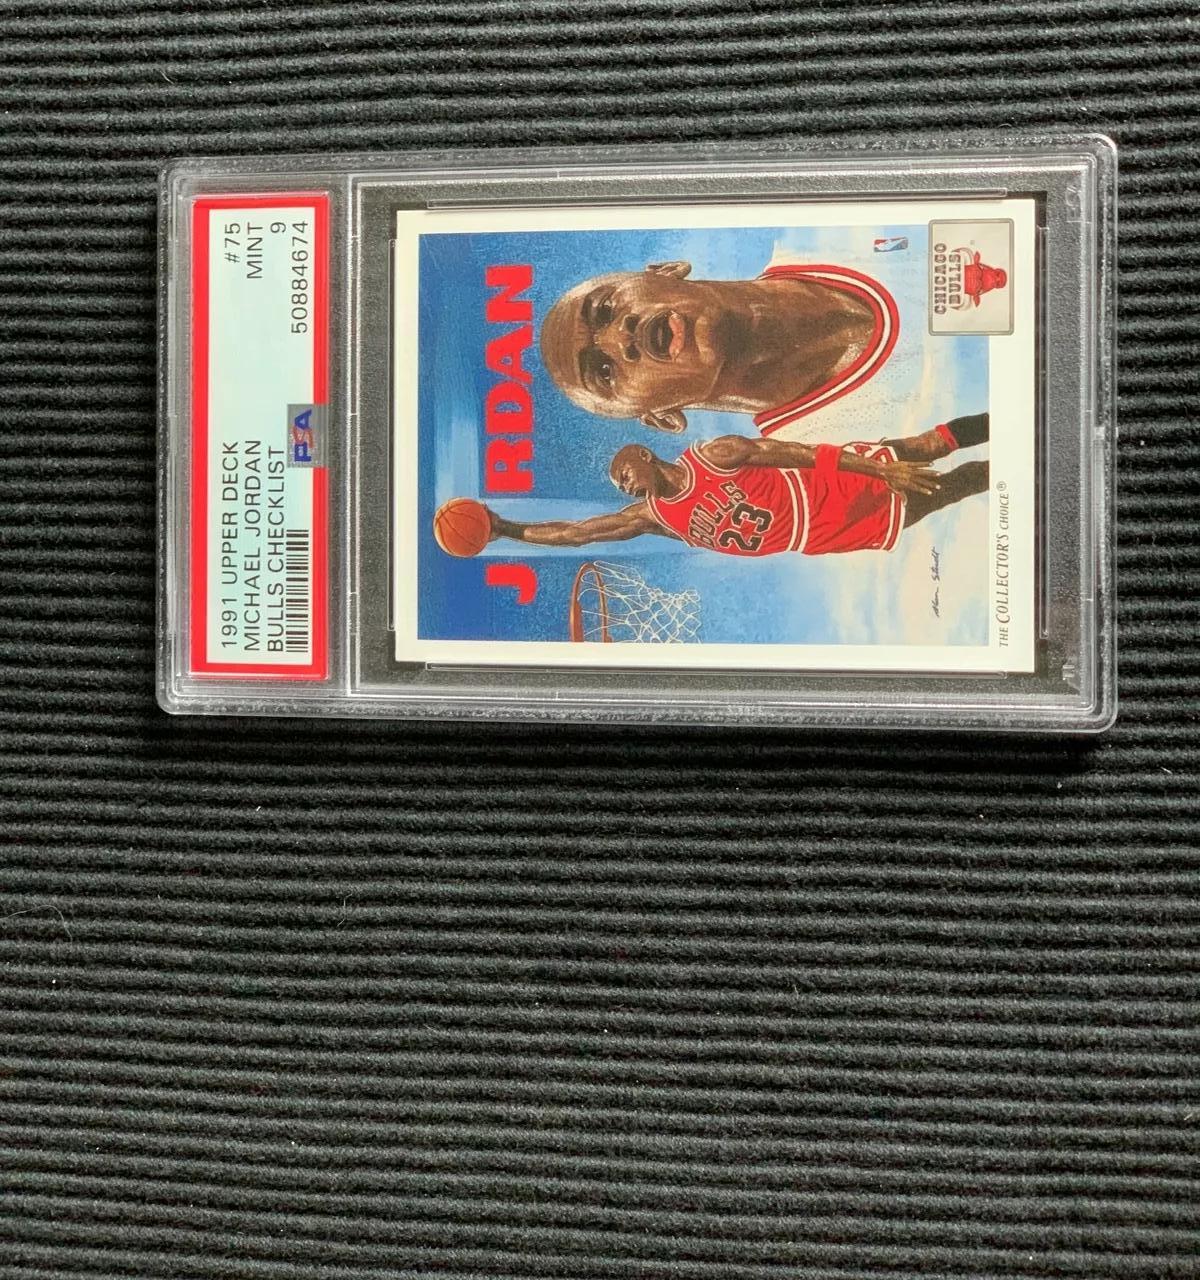 1991 UPPER DECK #75
MICHAEL JORDAN MINT
BULLS CHECKLIST 9
50884674
PSA
J RDAN
BULLS
23
CHICAGO
BULLS
THE COLLECTOR'S CHOICE®